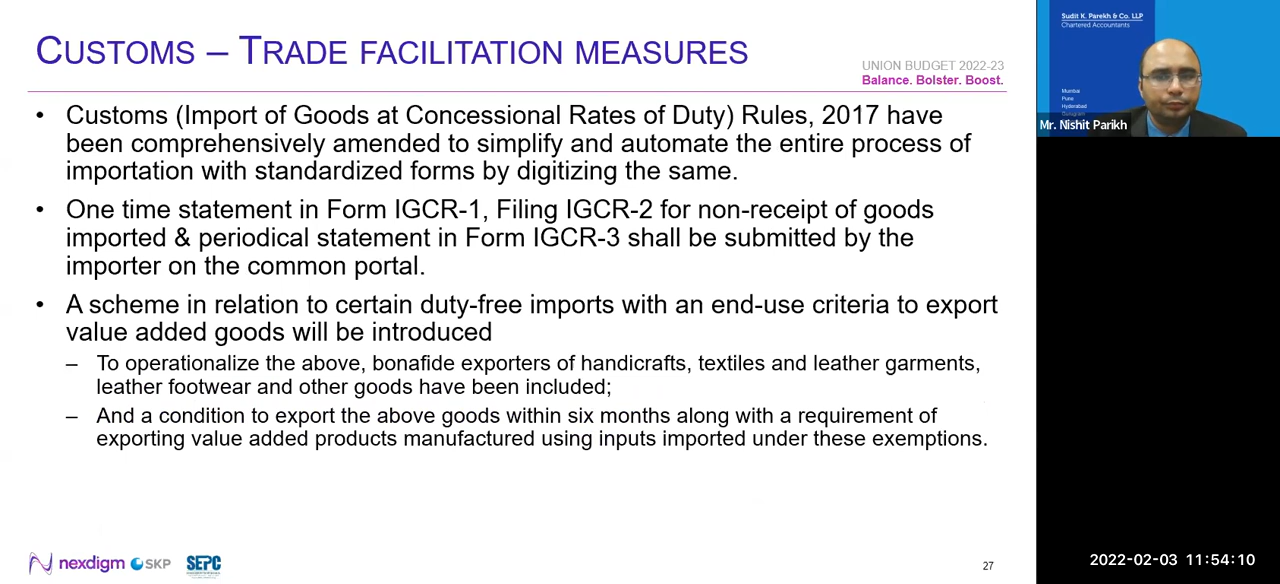 CUSTOMS – TRADE FACILITATION MEASURES
UNION BUDGET 2022-23
Balance. Bolster. Boost.
• Customs (Import of Goods at Concessional Rates of Duty) Rules, 2017 have
been comprehensively amended to simplify and automate the entire process of
importation with standardized forms by digitizing the same.
• One time statement in Form IGCR-1, Filing IGCR-2 for non-receipt of goods
imported & periodical statement in Form IGCR-3 shall be submitted by the
importer on the common portal.
• A scheme in relation to certain duty-free imports with an end-use criteria to export
value added goods will be introduced
– To operationalize the above, bonafide exporters of handicrafts, textiles and leather garments,
leather footwear and other goods have been included;
– And a condition to export the above goods within six months along with a requirement of
exporting value added products manufactured using inputs imported under these exemptions.
nexdigm SKP SEPC
27
Sudit K. Parekh & Co. LLP
Chartered Accountants
Mumbai
Pune
Hyderabad
Mr. Nishit Parikh
2022-02-03 11:54:10